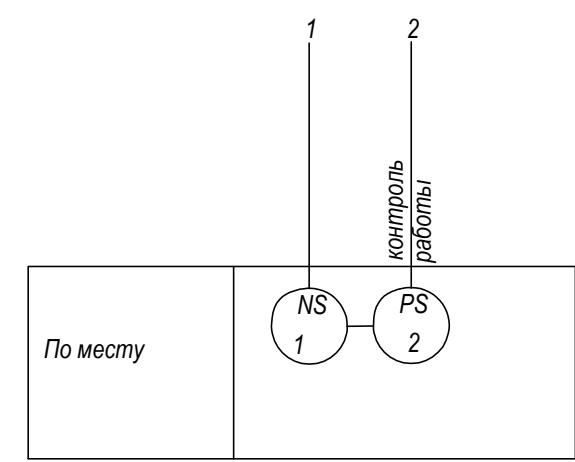 1 2
контроль
работы
NS PS
1 2
По месту